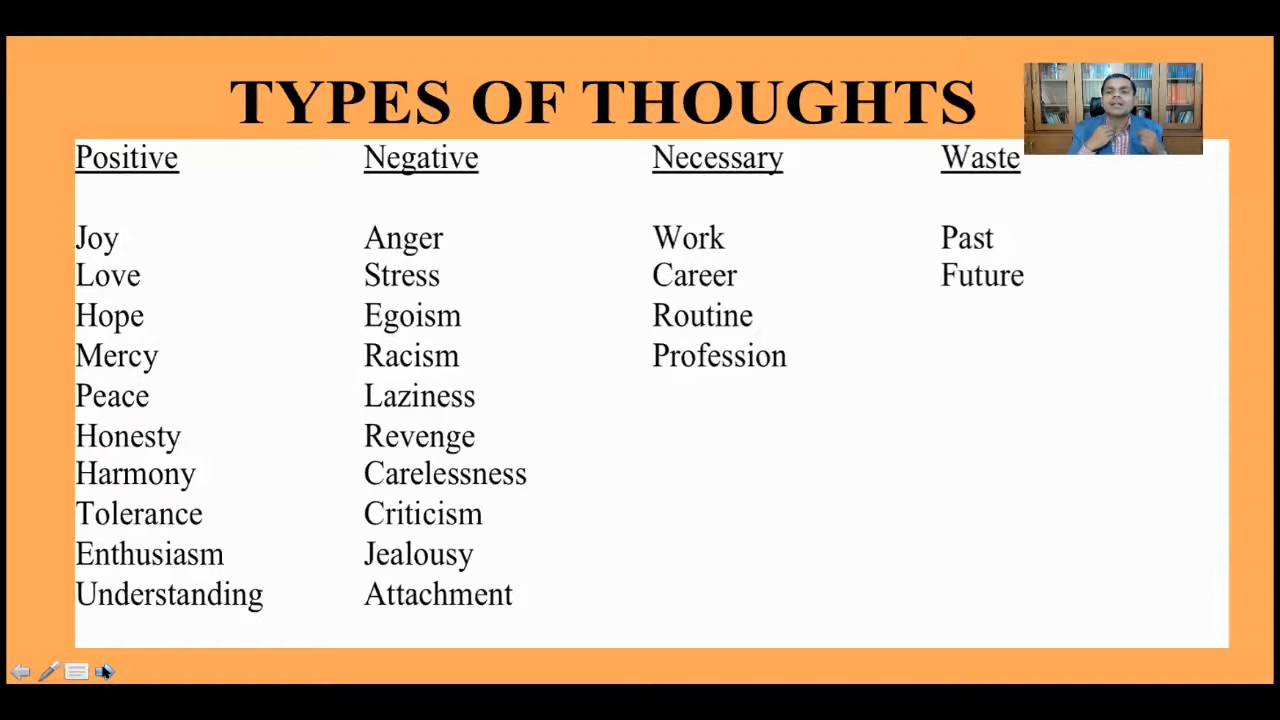 TYPES OF THOUGHTS
Positive Negative Necessary Waste
Joy Anger Work Past
Love Stress Career Future
Hope Egoism Routine
Mercy Racism Profession
Peace Laziness
Honesty Revenge
Harmony Carelessness
Tolerance Criticism
Enthusiasm Jealousy
Understanding Attachment